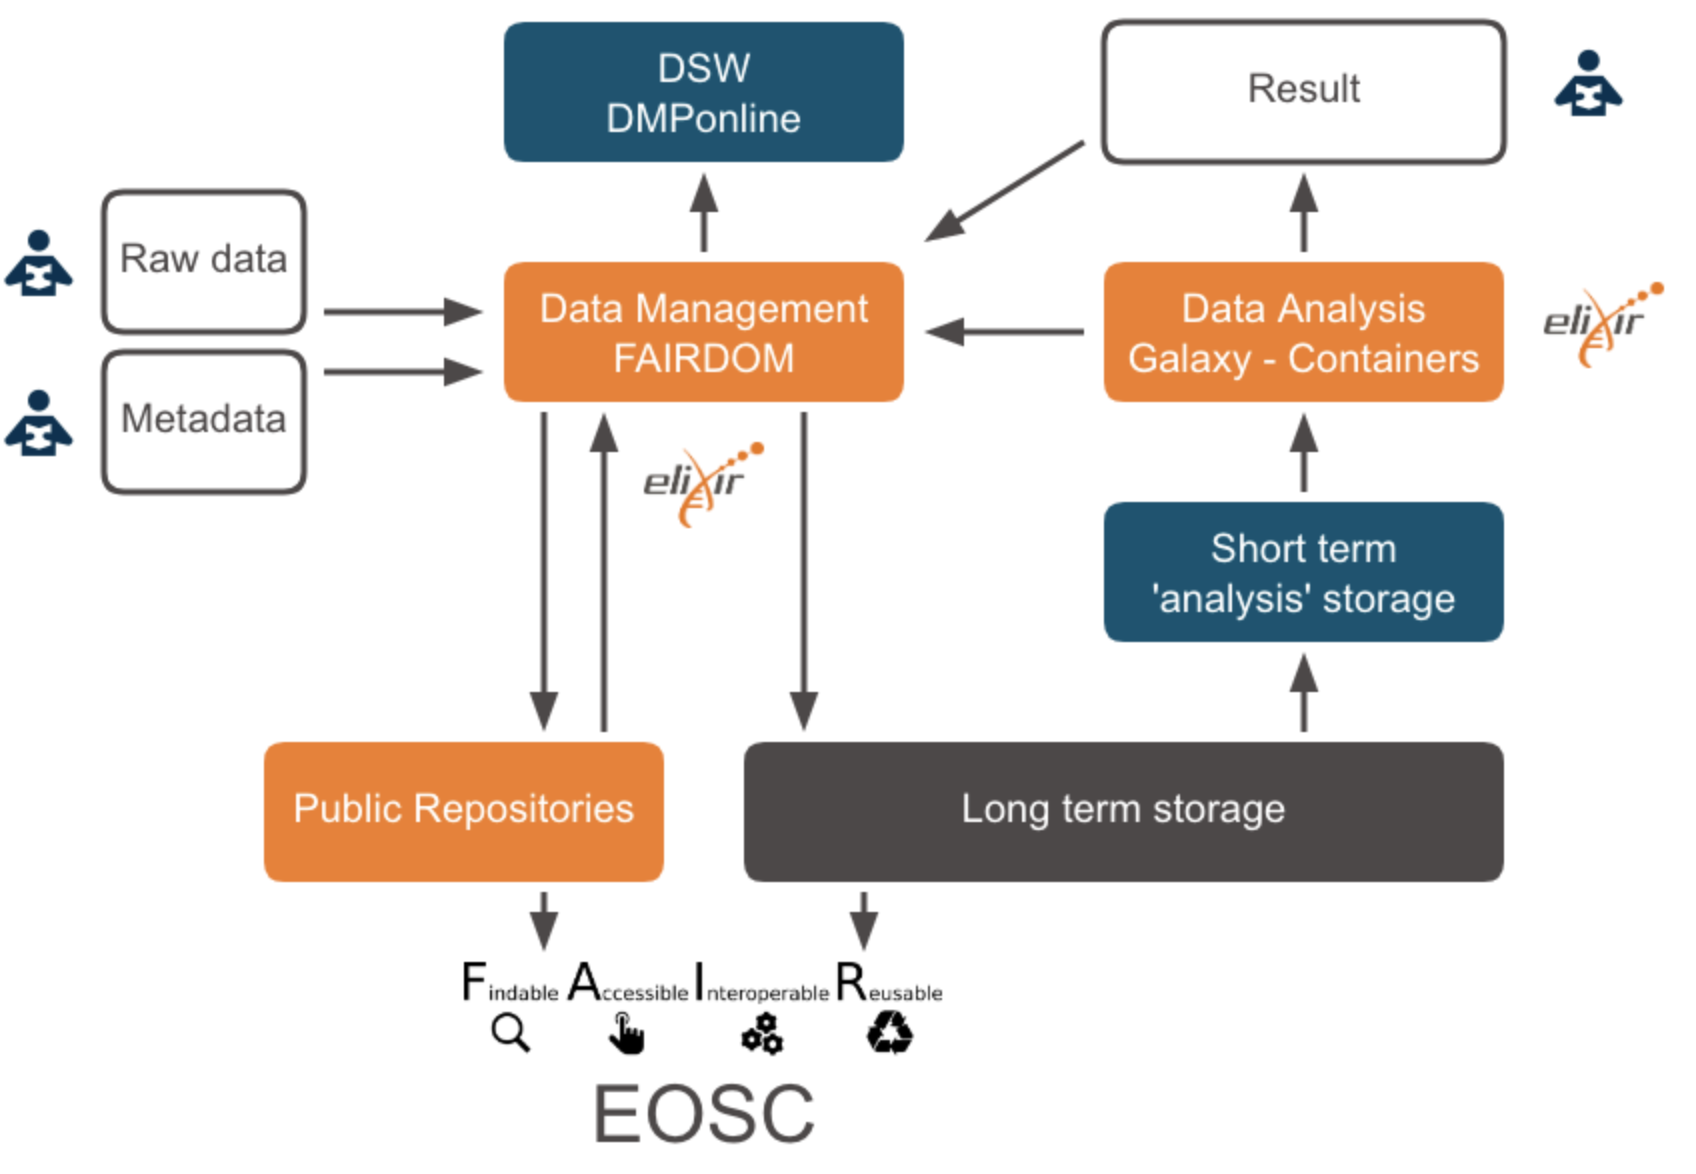 DSW
DMPonline
Result
Raw data
Metadata
Data Management
FAIRDOM
Data Analysis
Galaxy - Containers
elixir
elixir
Short term
'analysis' storage
Public Repositories
Long term storage
Findable Accessible Interoperable Reusable
EOSC